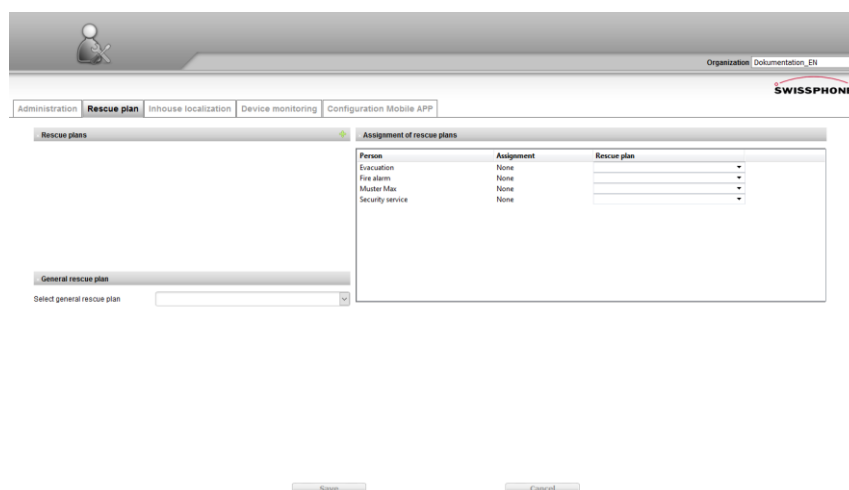 Organization Dokumentation_EN
SWISSPHONE
Administration Rescue plan Inhouse localization Device monitoring Configuration Mobile APP
Rescue plans
Assignment of rescue plans
Person Assignment Rescue plan
Evacuation None
Fire alarm None
Muster Max None
Security service None
General rescue plan
Select general rescue plan
Save Cancel